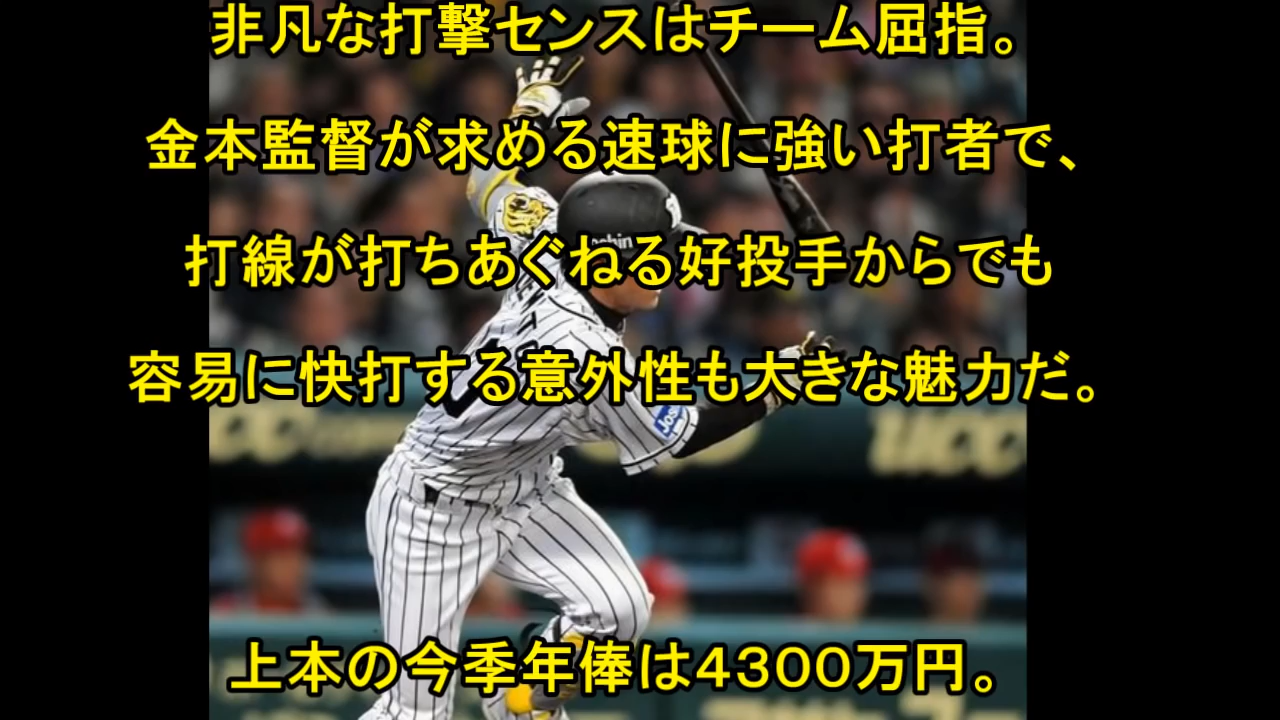 非凡な打撃センスはチーム屈指。
金本監督が求める速球に強い打者で、
打線が打ちあぐねる好投手からでも
容易に快打する意外性も大きな魅力だ。
UCC
上本の今季年俸は４３００万円。